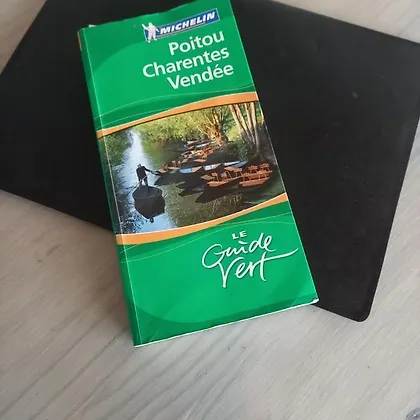 MICHELIN
Poitou
Charentes
Vendée
LE
Guide
Vert